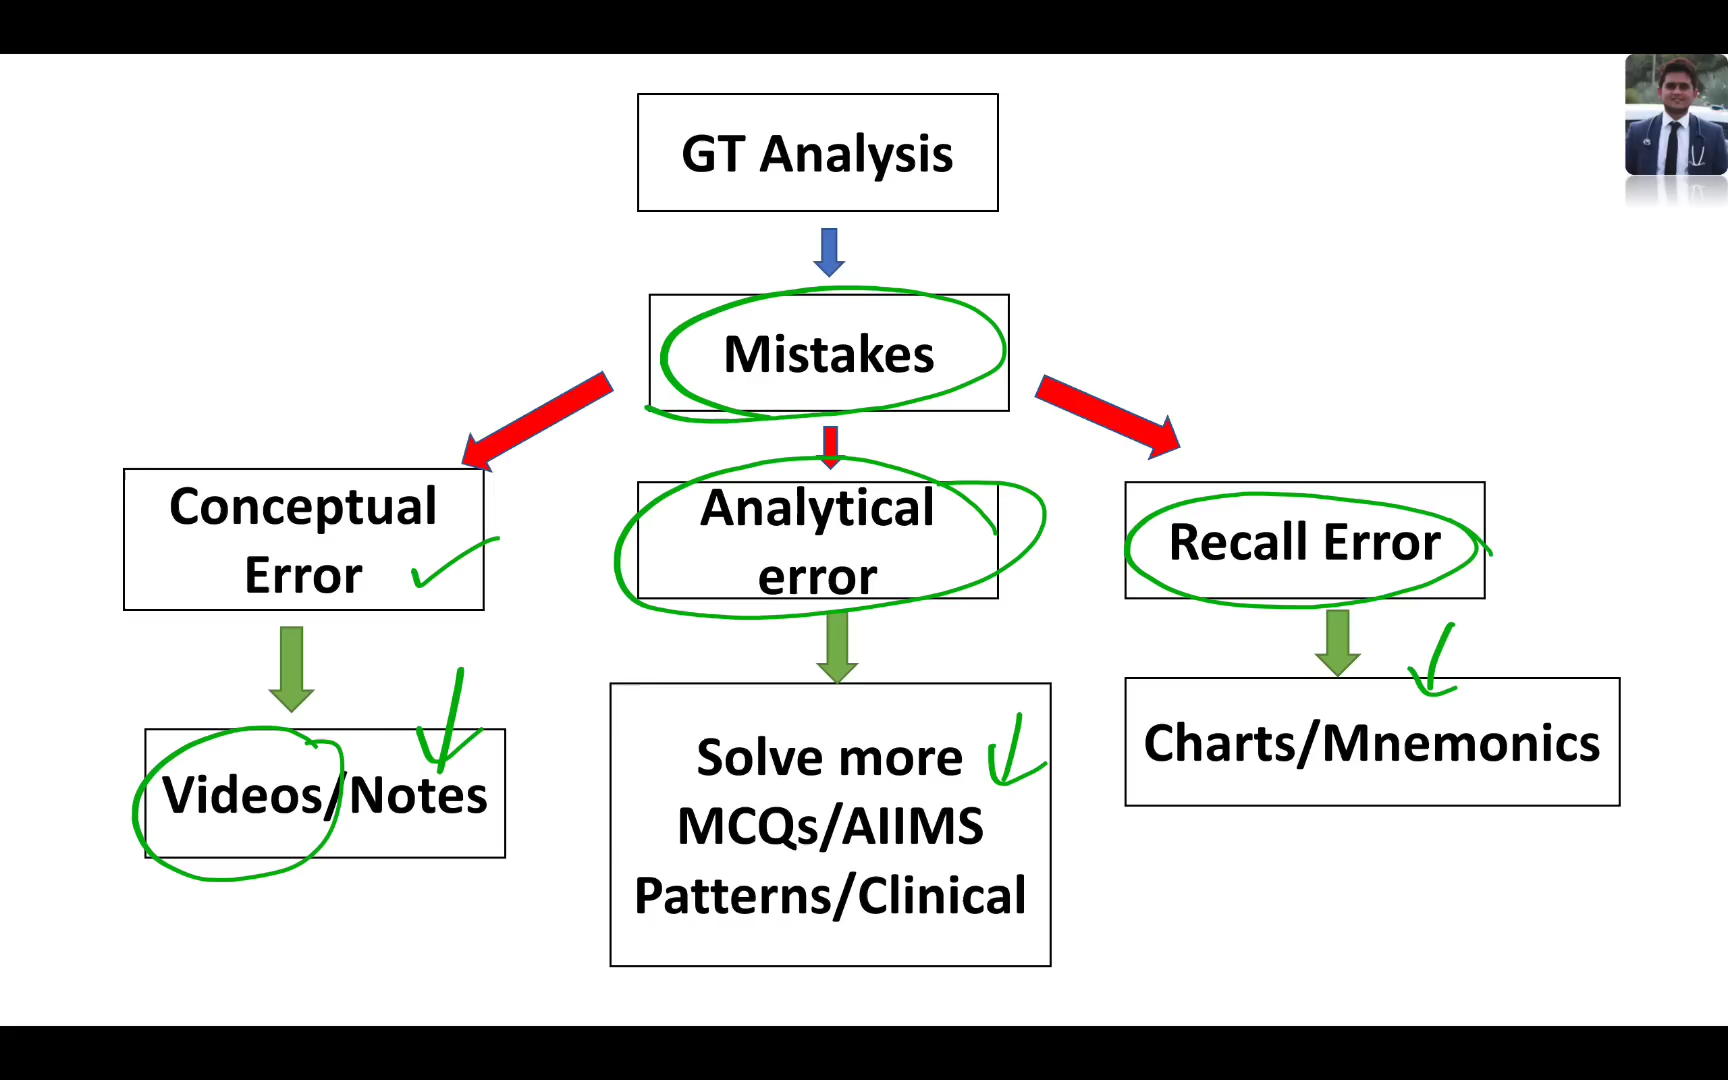 GT Analysis
Mistakes
Conceptual
Error
Analytical
error
Recall Error
Videos/Notes
Solve more
MCQs/AIIMS
Patterns/Clinical
Charts/Mnemonics